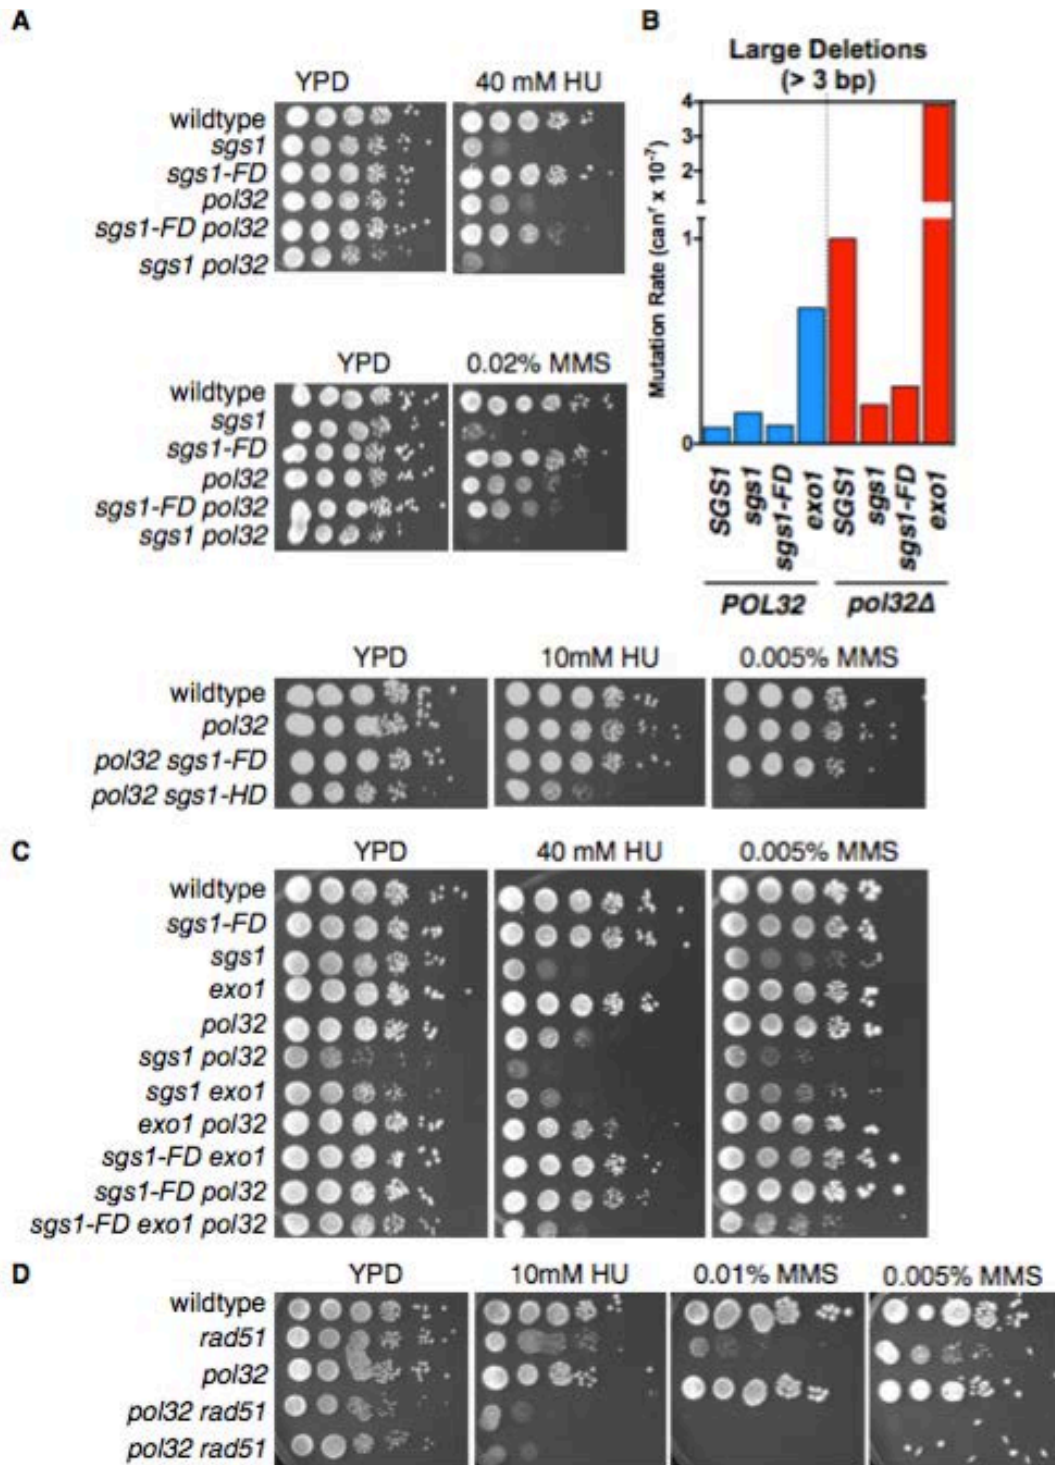 A
YPD
40 mM HU
wildtype
sgs1
sgs1-FD
pol32
sgs1-FD pol32
sgs1 pol32
YPD
0.02% MMS
wildtype
sgs1
sgs1-FD
pol32
sgs1-FD pol32
sgs1 pol32
B
Large Deletions
(> 3 bp)
Mutation Rate (canʳ x 10⁻⁷)
4
3
2
1
0
SGS1
sgs1
sgs1-FD
exo1
SGS1
sgs1
sgs1-FD
exo1
POL32
pol32Δ
YPD
10mM HU
0.005% MMS
wildtype
pol32
pol32 sgs1-FD
pol32 sgs1-HD
C
YPD
40 mM HU
0.005% MMS
wildtype
sgs1-FD
sgs1
exo1
pol32
sgs1 pol32
sgs1 exo1
exo1 pol32
sgs1-FD exo1
sgs1-FD pol32
sgs1-FD exo1 pol32
D
YPD
10mM HU
0.01% MMS
0.005% MMS
wildtype
rad51
pol32
pol32 rad51
pol32 rad51